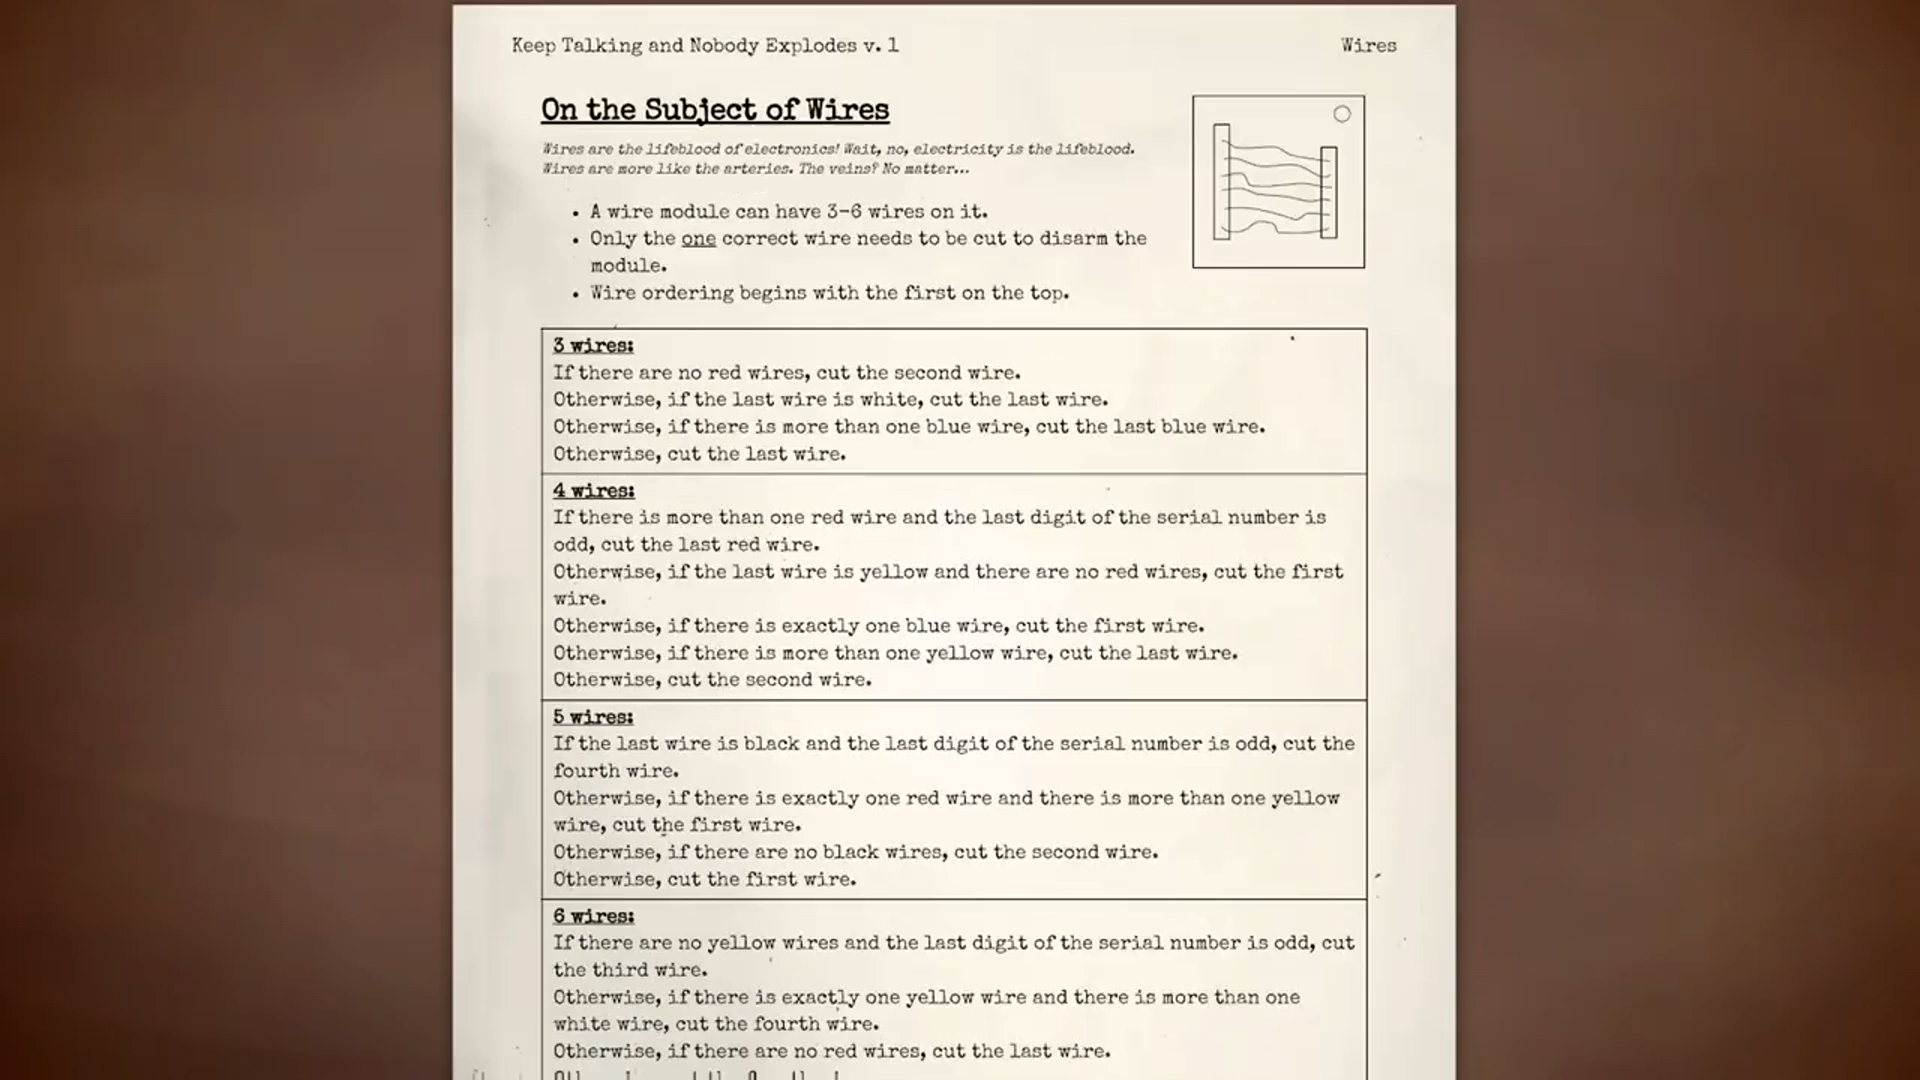 Keep Talking and Nobody Explodes v. 1
Wires
On the Subject of Wires
Wires are the lifeblood of electronics! Wait, no, electricity is the lifeblood.
Wires are more like the arteries. The veins? No matter...
• A wire module can have 3-6 wires on it.
• Only the one correct wire needs to be cut to disarm the
module.
• Wire ordering begins with the first on the top.
3 wires:
If there are no red wires, cut the second wire.
Otherwise, if the last wire is white, cut the last wire.
Otherwise, if there is more than one blue wire, cut the last blue wire.
Otherwise, cut the last wire.
4 wires:
If there is more than one red wire and the last digit of the serial number is
odd, cut the last red wire.
Otherwise, if the last wire is yellow and there are no red wires, cut the first
wire.
Otherwise, if there is exactly one blue wire, cut the first wire.
Otherwise, if there is more than one yellow wire, cut the last wire.
Otherwise, cut the second wire.
5 wires:
If the last wire is black and the last digit of the serial number is odd, cut the
fourth wire.
Otherwise, if there is exactly one red wire and there is more than one yellow
wire, cut the first wire.
Otherwise, if there are no black wires, cut the second wire.
Otherwise, cut the first wire.
6 wires:
If there are no yellow wires and the last digit of the serial number is odd, cut
the third wire.
Otherwise, if there is exactly one yellow wire and there is more than one
white wire, cut the fourth wire.
Otherwise, if there are no red wires, cut the last wire.